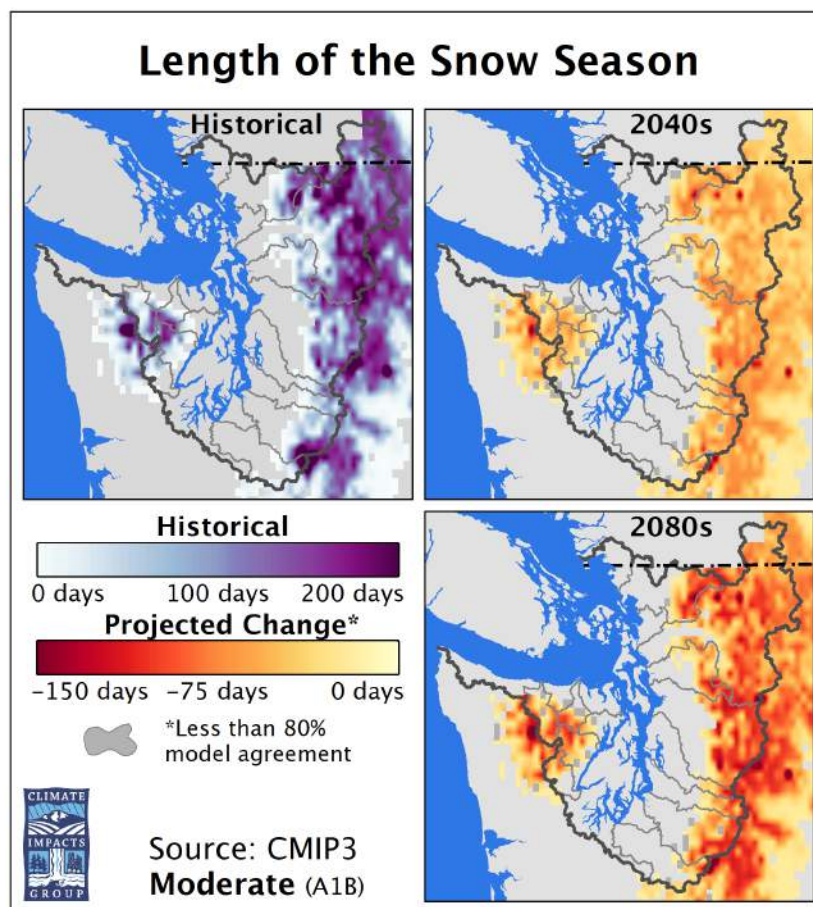 Length of the Snow Season
Historical
2040s
Historical
0 days 100 days 200 days
Projected Change*
−150 days −75 days 0 days
*Less than 80%
model agreement
2080s
CLIMATE
IMPACTS
GROUP
Source: CMIP3
Moderate (A1B)